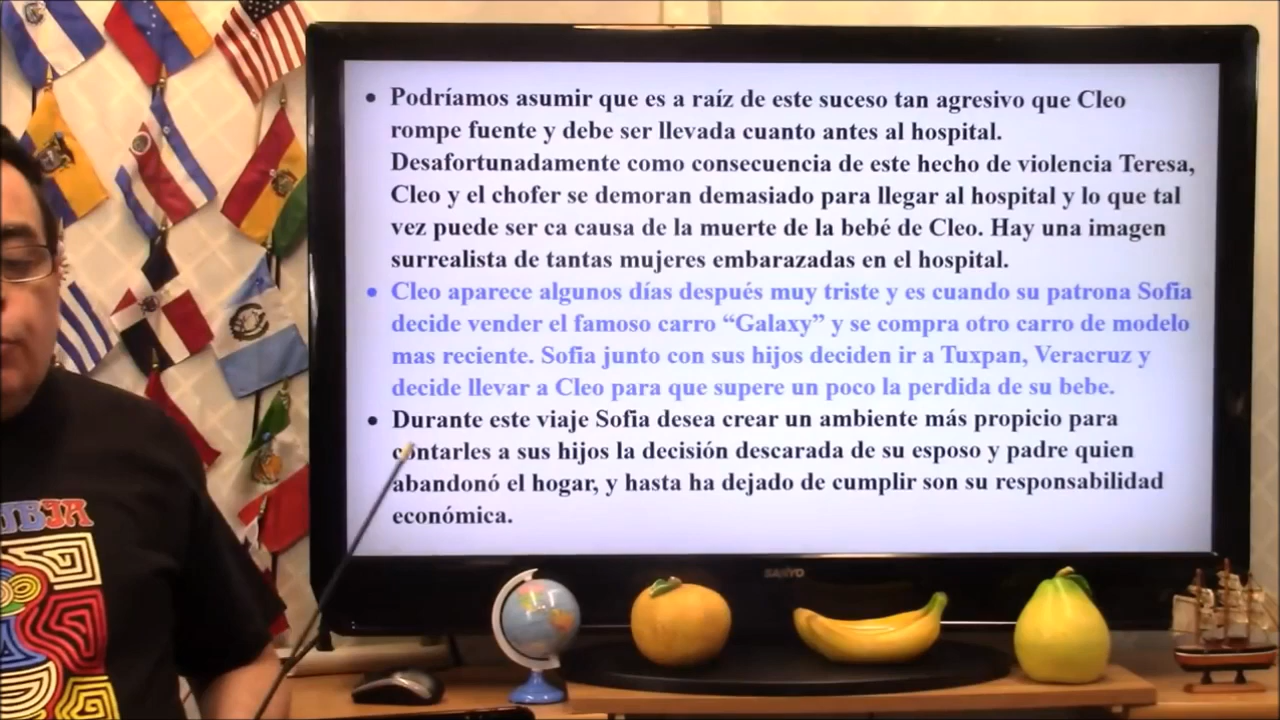 • Podríamos asumir que es a raíz de este suceso tan agresivo que Cleo
rompe fuente y debe ser llevada cuanto antes al hospital.
Desafortunadamente como consecuencia de este hecho de violencia Teresa,
Cleo y el chofer se demoran demasiado para llegar al hospital y lo que tal
vez puede ser ca causa de la muerte de la bebé de Cleo. Hay una imagen
surrealista de tantas mujeres embarazadas en el hospital.
• Cleo aparece algunos días después muy triste y es cuando su patrona Sofia
decide vender el famoso carro “Galaxy” y se compra otro carro de modelo
mas reciente. Sofia junto con sus hijos deciden ir a Tuxpan, Veracruz y
decide llevar a Cleo para que supere un poco la perdida de su bebe.
• Durante este viaje Sofia desea crear un ambiente más propicio para
contarles a sus hijos la decisión descarada de su esposo y padre quien
abandonó el hogar, y hasta ha dejado de cumplir son su responsabilidad
económica.
SANYO